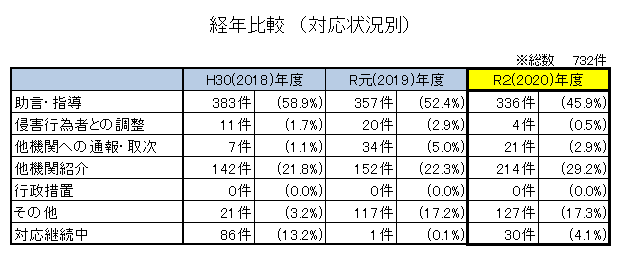 経年比較 （対応状況別）
※総数 732件
H30(2018)年度 R元(2019)年度 R2(2020)年度
助言・指導 383件 (58.9%) 357件 (52.4%) 336件 (45.9%)
侵害行為者との調整 11件 (1.7%) 20件 (2.9%) 4件 (0.5%)
他機関への通報・取次 7件 (1.1%) 34件 (5.0%) 21件 (2.9%)
他機関紹介 142件 (21.8%) 152件 (22.3%) 214件 (29.2%)
行政措置 0件 (0.0%) 0件 (0.0%) 0件 (0.0%)
その他 21件 (3.2%) 117件 (17.2%) 127件 (17.3%)
対応継続中 86件 (13.2%) 1件 (0.1%) 30件 (4.1%)